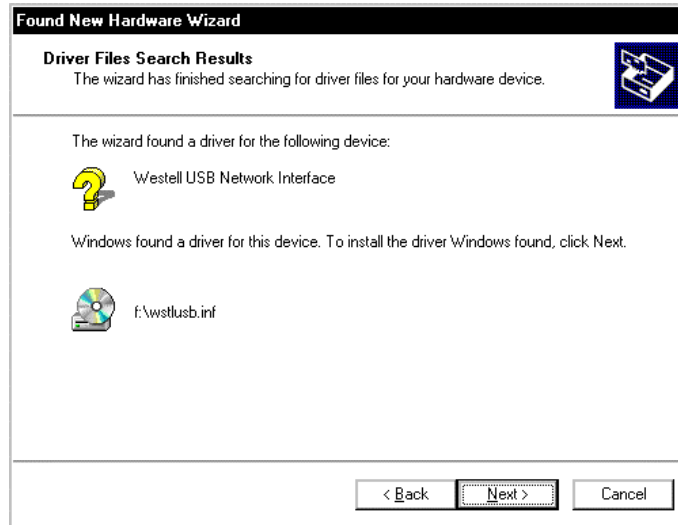 Found New Hardware Wizard
Driver Files Search Results
The wizard has finished searching for driver files for your hardware device.
The wizard found a driver for the following device:
Westell USB Network Interface
Windows found a driver for this device. To install the driver Windows found, click Next.
f:\wstlusb.inf
< Back Next > Cancel